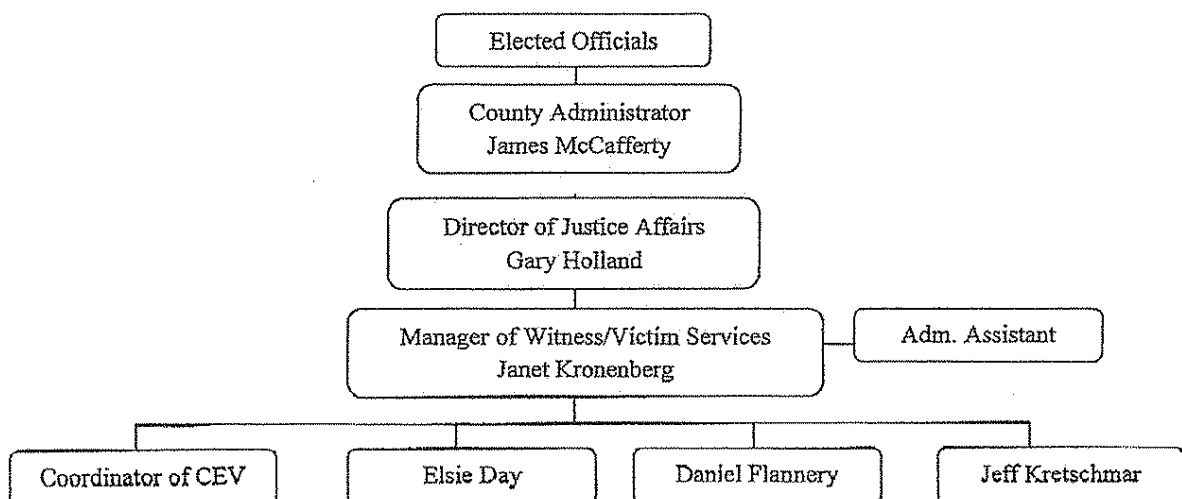 Elected Officials
County Administrator
James McCafferty
Director of Justice Affairs
Gary Holland
Manager of Witness/Victim Services
Janet Kronenberg
Adm. Assistant
Coordinator of CEV
Elsie Day
Daniel Flannery
Jeff Kretschmar